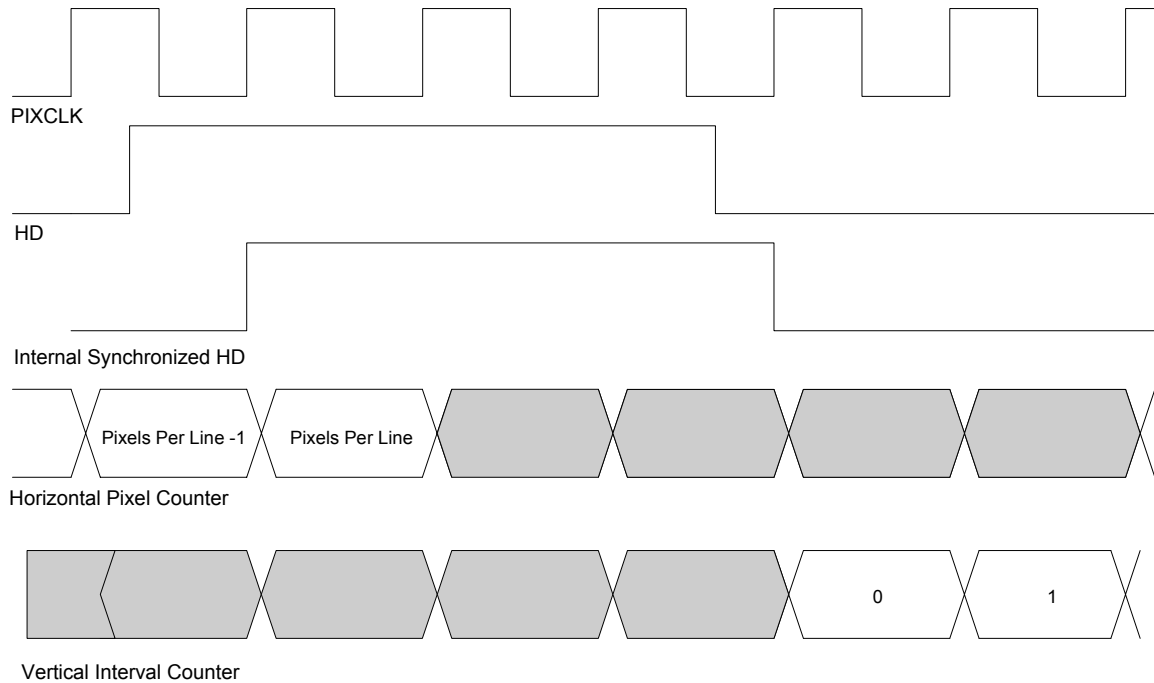 PIXCLK
HD
Internal Synchronized HD
Pixels Per Line -1 Pixels Per Line
Horizontal Pixel Counter
0 1
Vertical Interval Counter